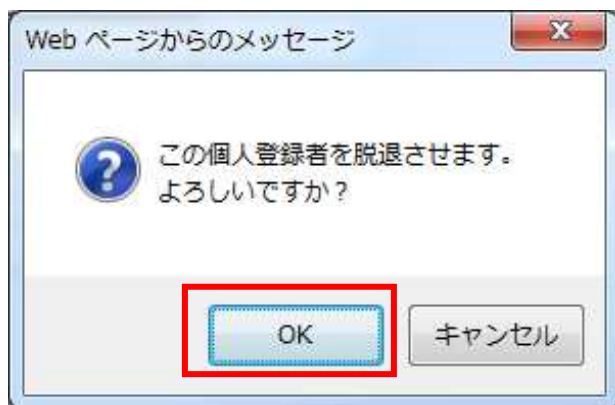 Web ページからのメッセージ
この個人登録者を脱退させます。
よろしいですか？
OK
キャンセル